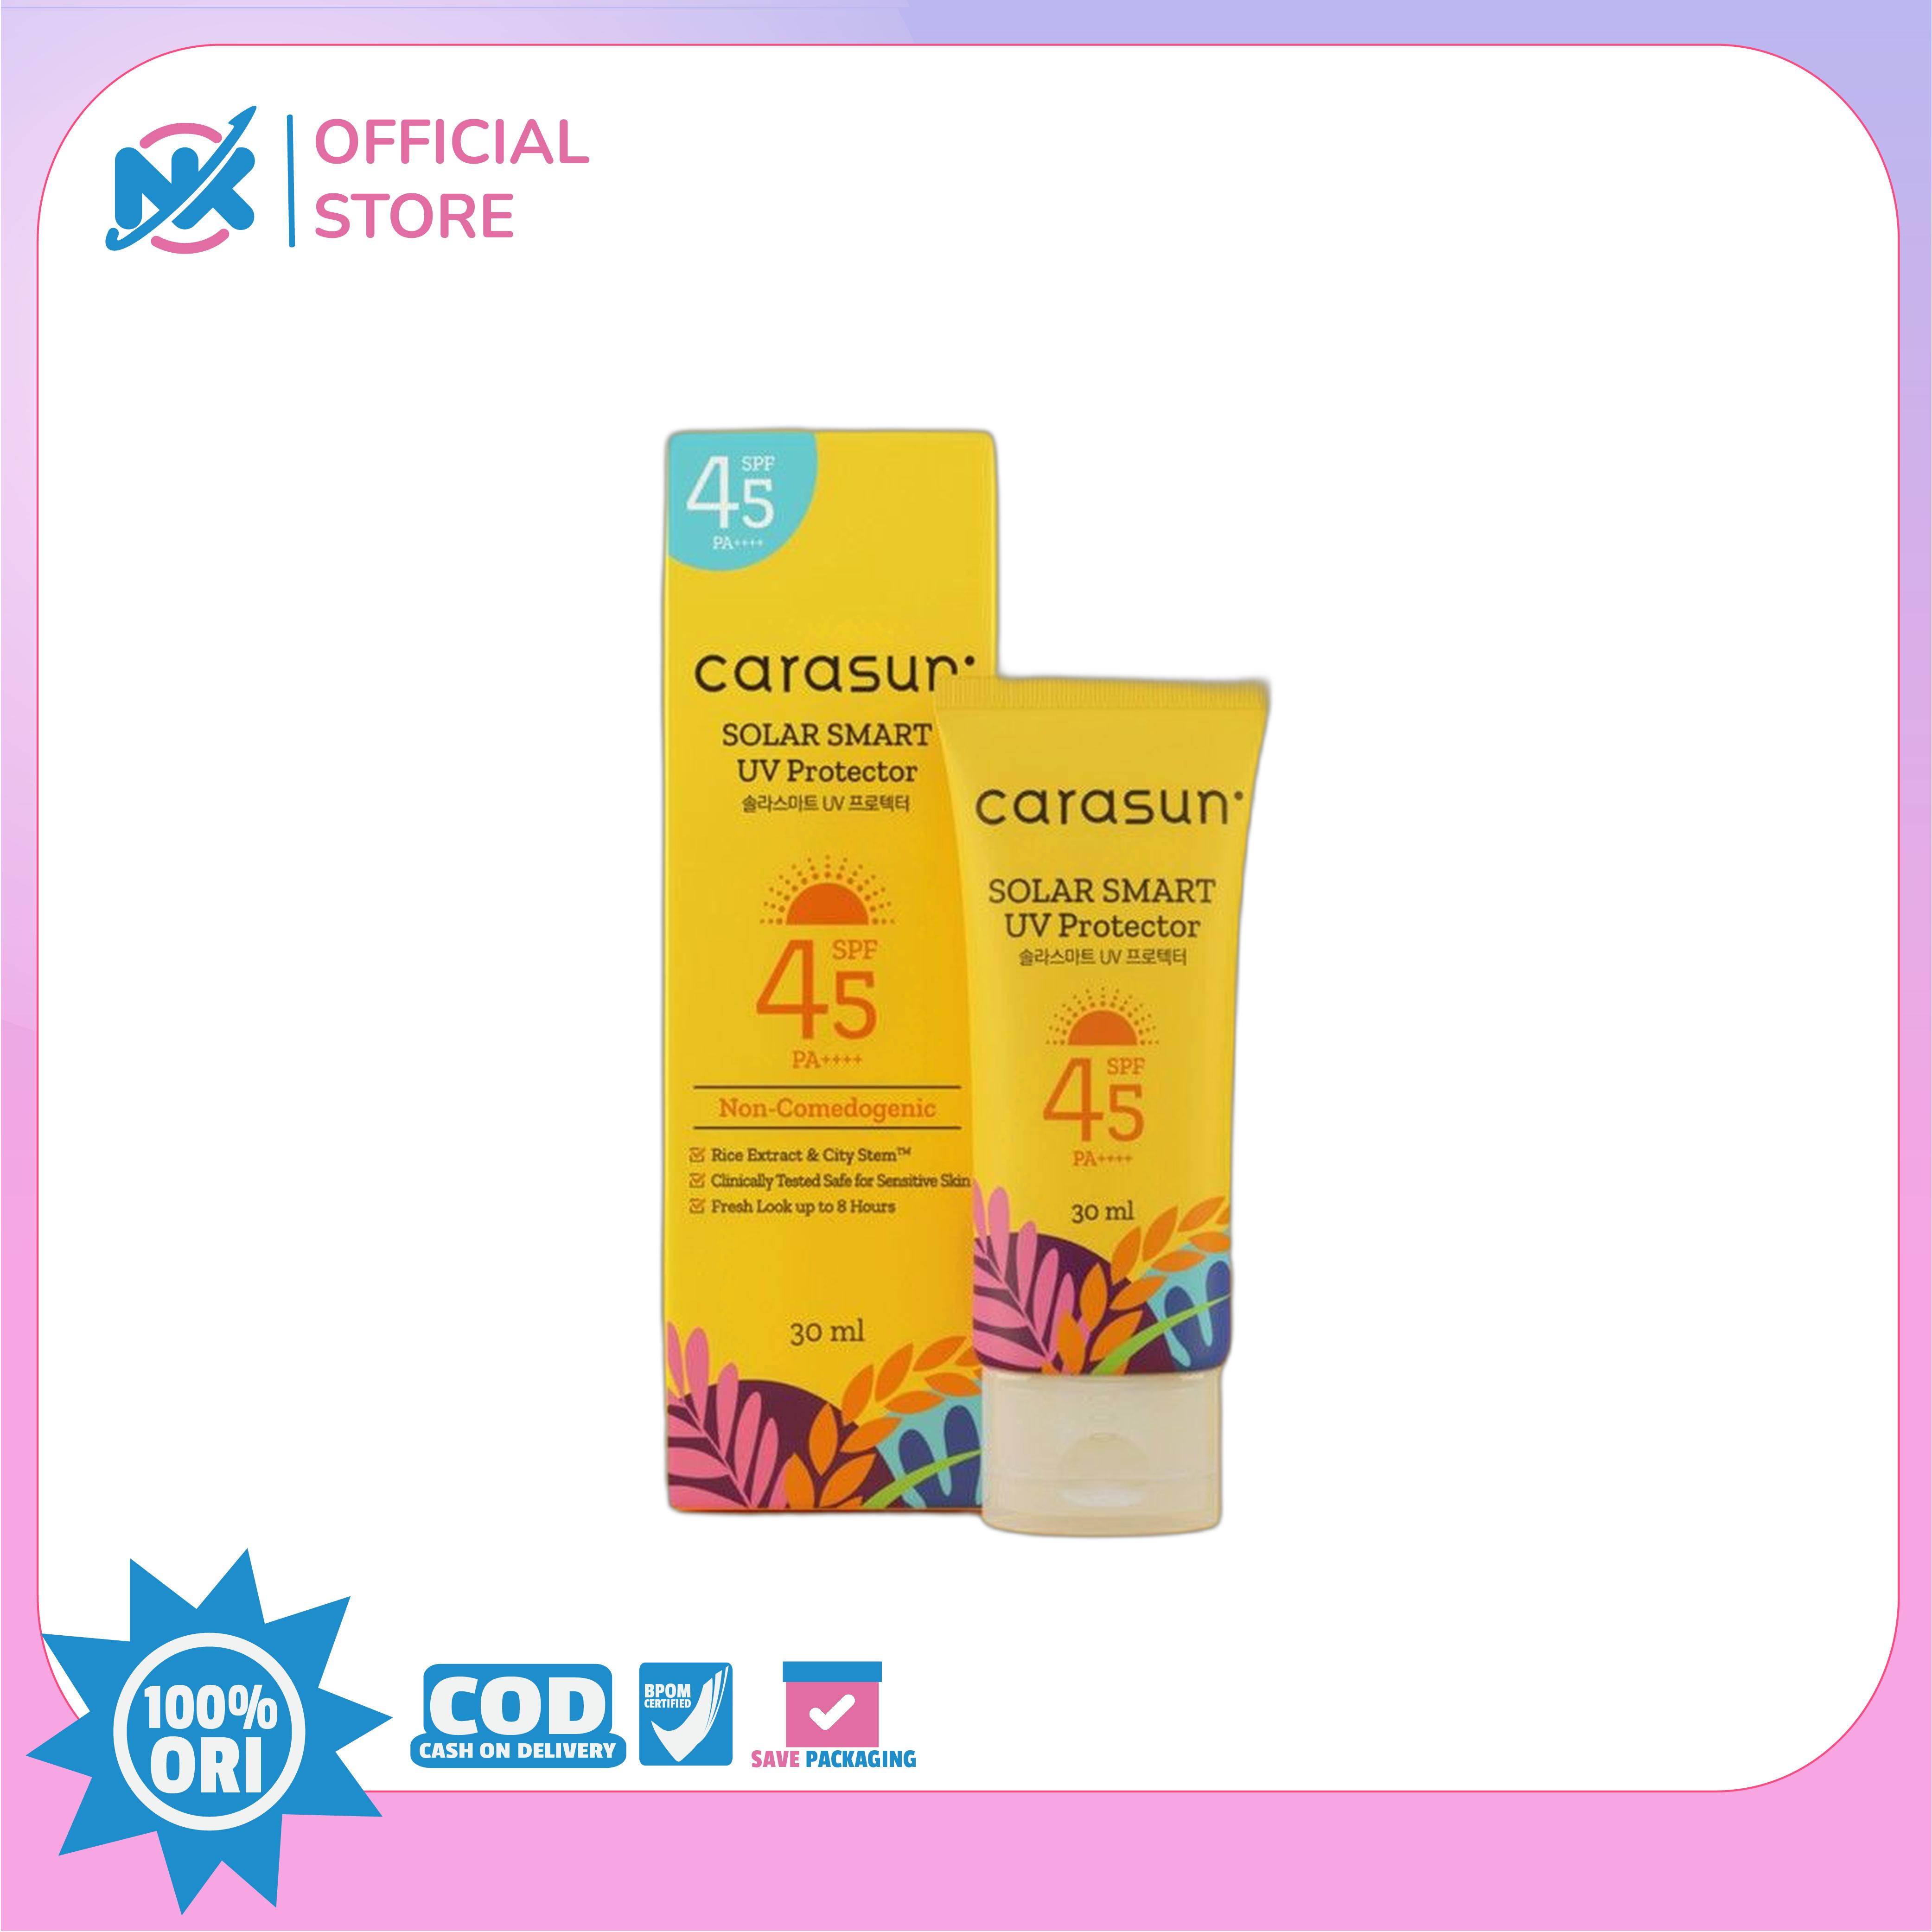 NK
OFFICIAL
STORE
SPF
45
PA++++
carasun
SOLAR SMART
UV Protector
솔라스마트 UV 프로텍터
SPF
45
PA++++
Non-Comedogenic
Rice Extract & City Stem™
Clinically Tested Safe for Sensitive Skin
Fresh Look up to 8 Hours
30 ml
carasun
SOLAR SMART
UV Protector
솔라스마트 UV 프로텍터
SPF
45
PA++++
30 ml
100%
ORI
COD
CASH ON DELIVERY
BPOM
CERTIFIED
SAVE PACKAGING